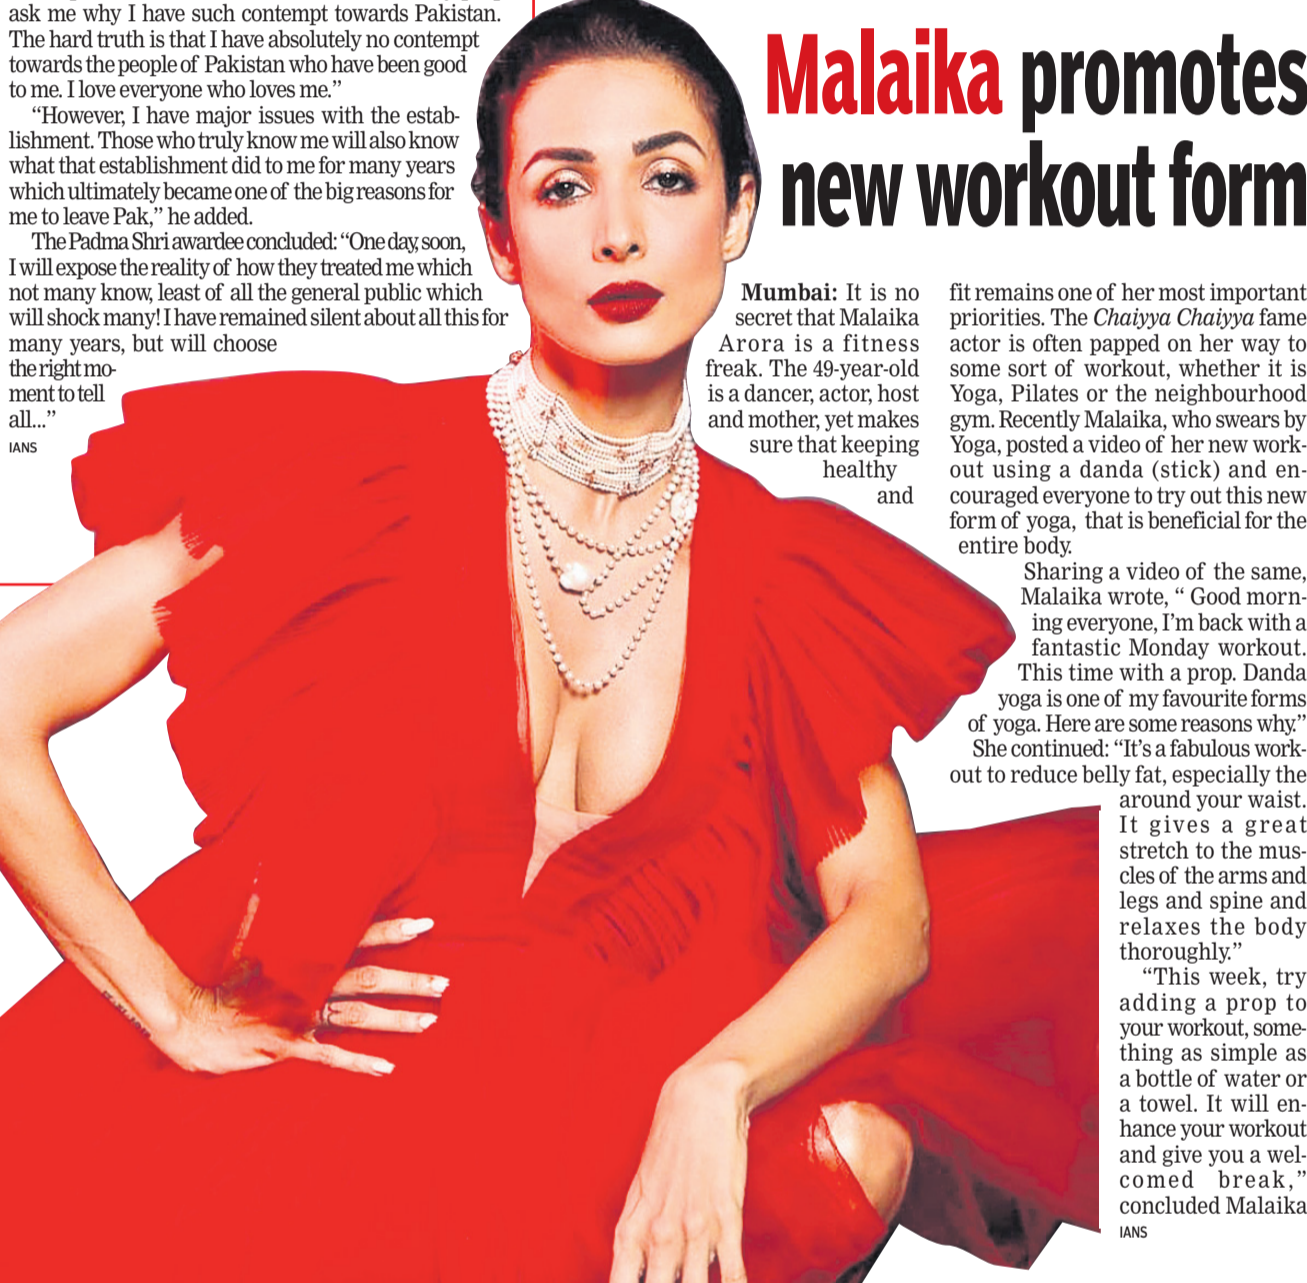 ask me why I have such contempt towards Pakistan.
The hard truth is that I have absolutely no contempt
towards the people of Pakistan who have been good
to me. I love everyone who loves me.”
“However, I have major issues with the estab-
lishment. Those who truly know me will also know
what that establishment did to me for many years
which ultimately became one of the big reasons for
me to leave Pak,” he added.
The Padma Shri awardee concluded: “One day, soon,
I will expose the reality of how they treated me which
not many know, least of all the general public which
will shock many! I have remained silent about all this for
many years, but will choose
the right mo-
ment to tell
all...”
IANS
Malaika promotes
new workout form
Mumbai: It is no
secret that Malaika
Arora is a fitness
freak. The 49-year-old
is a dancer, actor, host
and mother, yet makes
sure that keeping
healthy
and
fit remains one of her most important
priorities. The Chaiyya Chaiyya fame
actor is often papped on her way to
some sort of workout, whether it is
Yoga, Pilates or the neighbourhood
gym. Recently Malaika, who swears by
Yoga, posted a video of her new work-
out using a danda (stick) and en-
couraged everyone to try out this new
form of yoga, that is beneficial for the
entire body.
Sharing a video of the same,
Malaika wrote, “ Good morn-
ing everyone, I’m back with a
fantastic Monday workout.
This time with a prop. Danda
yoga is one of my favourite forms
of yoga. Here are some reasons why.”
She continued: “It’s a fabulous work-
out to reduce belly fat, especially the
around your waist.
It gives a great
stretch to the mus-
cles of the arms and
legs and spine and
relaxes the body
thoroughly.”
“This week, try
adding a prop to
your workout, some-
thing as simple as
a bottle of water or
a towel. It will en-
hance your workout
and give you a wel-
comed break,”
concluded Malaika
IANS